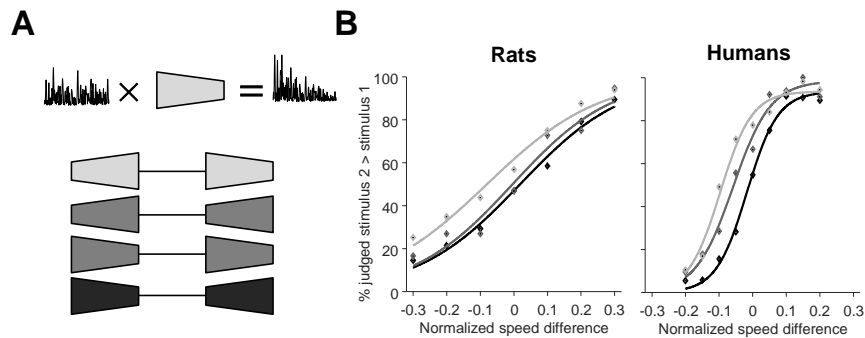 A
B
Rats
Humans
% judged stimulus 2 > stimulus 1
100
80
60
40
20
0
-0.3 -0.2 -0.1 0 0.1 0.2 0.3
-0.3 -0.2 -0.1 0 0.1 0.2 0.3
Normalized speed difference
Normalized speed difference